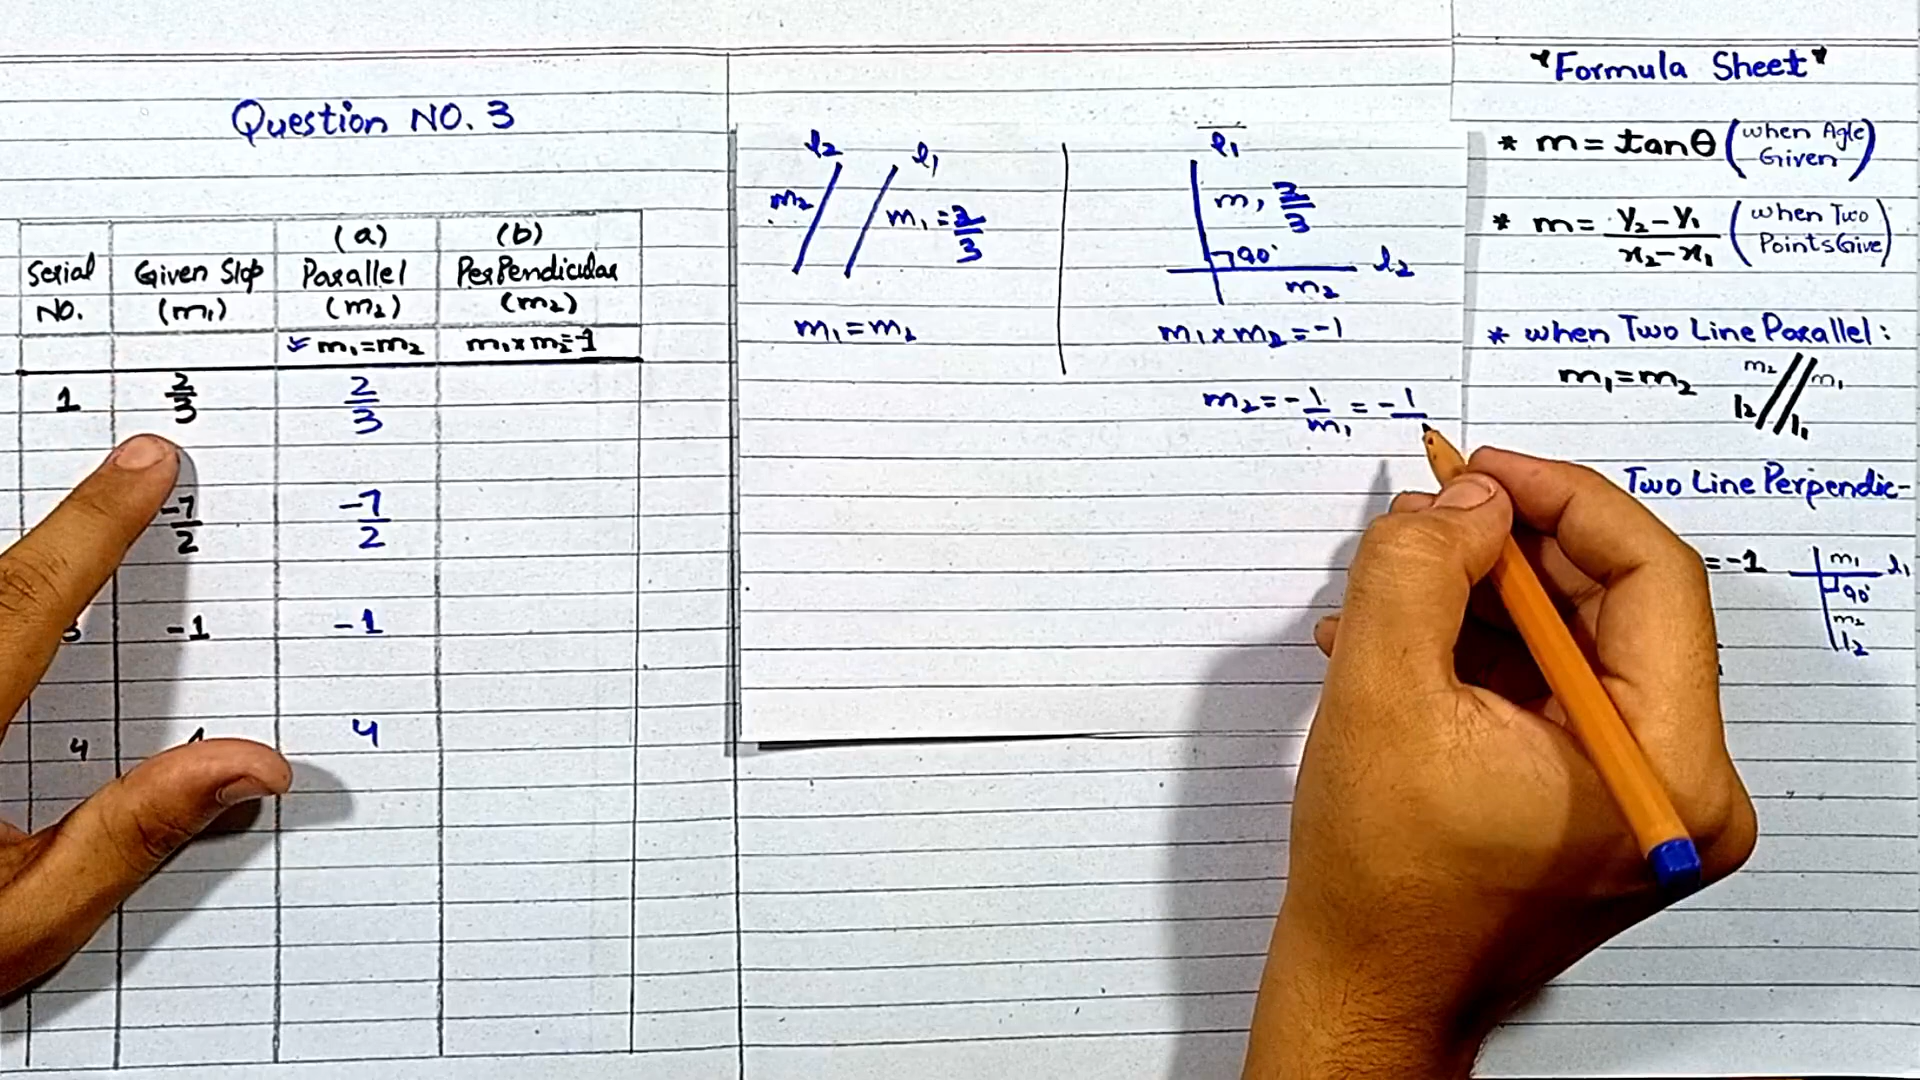 Question NO. 3
Serial NO.
Given Slop (m₁)
(a) Parallel (m₂)
(b) PerPendicular (m₂)
m₁=m₂
m₁×m₂=-1
1
2/3
2/3
-7/2
-7/2
3
-1
-1
4
4
l₂
l₁
m₂
m₁=2/3
m₁=m₂
l₁
m, 2/3
90°
l₂
m₂
m₁×m₂=-1
m₂=-1/m₁=-1
"Formula Sheet"
* m=tanθ (when Agle Given)
* m=y₂-y₁/x₂-x₁ (when Two Points Give)
* when Two Line Parallel:
m₁=m₂
m₂
m₁
l₂
l₁
Two Line Perpendic-
=-1
m₁
l₁
90°
m₂
l₂